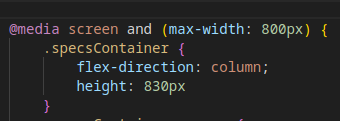 @media screen and (max-width: 800px) {
    .specsContainer {
        flex-direction: column;
        height: 830px
    }